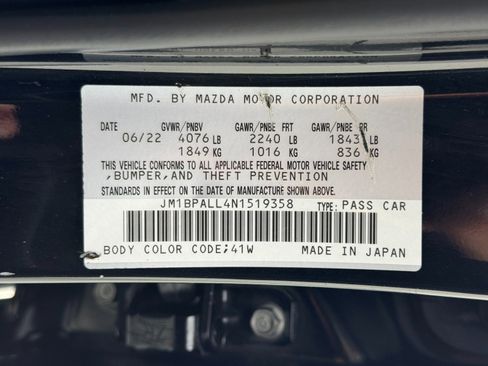 MFD. BY MAZDA MOTOR CORPORATION
DATE GVWR/PNBV GAWR/PNBE FRT GAWR/PNBE RR
06/22 4076 LB 2240 LB 1843 LB
1849 KG 1016 KG 836 KG
THIS VEHICLE CONFORMS TO ALL APPLICABLE FEDERAL MOTOR VEHICLE SAFETY
,BUMPER,AND THEFT PREVENTION
STANDARDS IN EFFECT ON THE DATE OF MANUFACTURE SHOWN ABOVE.
JM1BPALL4N1519358 TYPE: PASS CAR
BODY COLOR CODE;41W MADE IN JAPAN